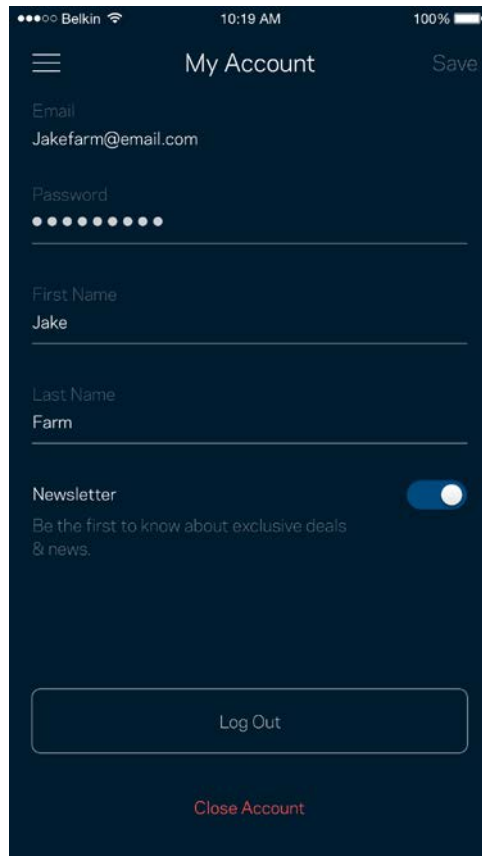 Belkin 10:19 AM 100%
My Account Save
Email
Jakefarm@email.com
Password
●●●●●●●●●
First Name
Jake
Last Name
Farm
Newsletter
Be the first to know about exclusive deals
& news.
Log Out
Close Account